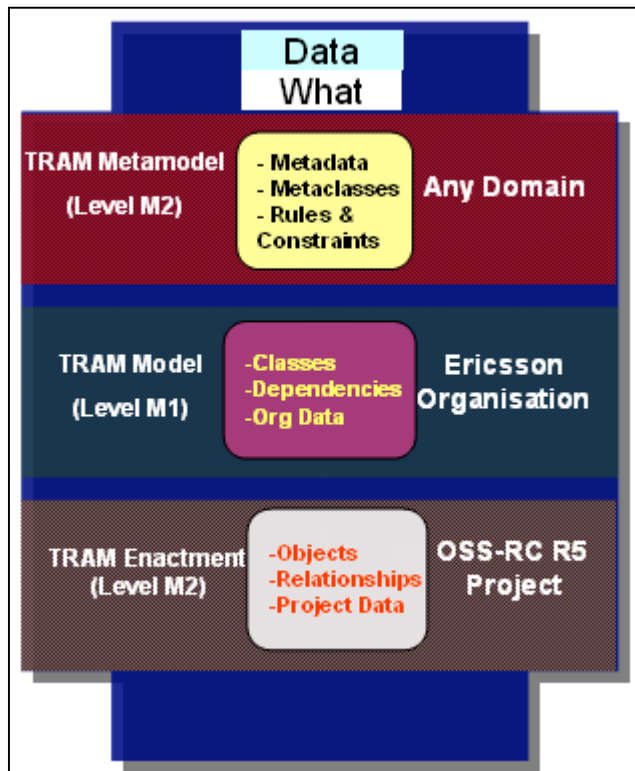 Data
What
TRAM Metamodel
(Level M2)
- Metadata
- Metaclasses
- Rules &
Constraints
Any Domain
TRAM Model
(Level M1)
-Classes
-Dependencies
-Org Data
Ericsson
Organisation
TRAM Enactment
(Level M2)
-Objects
-Relationships
-Project Data
OSS-RC R5
Project